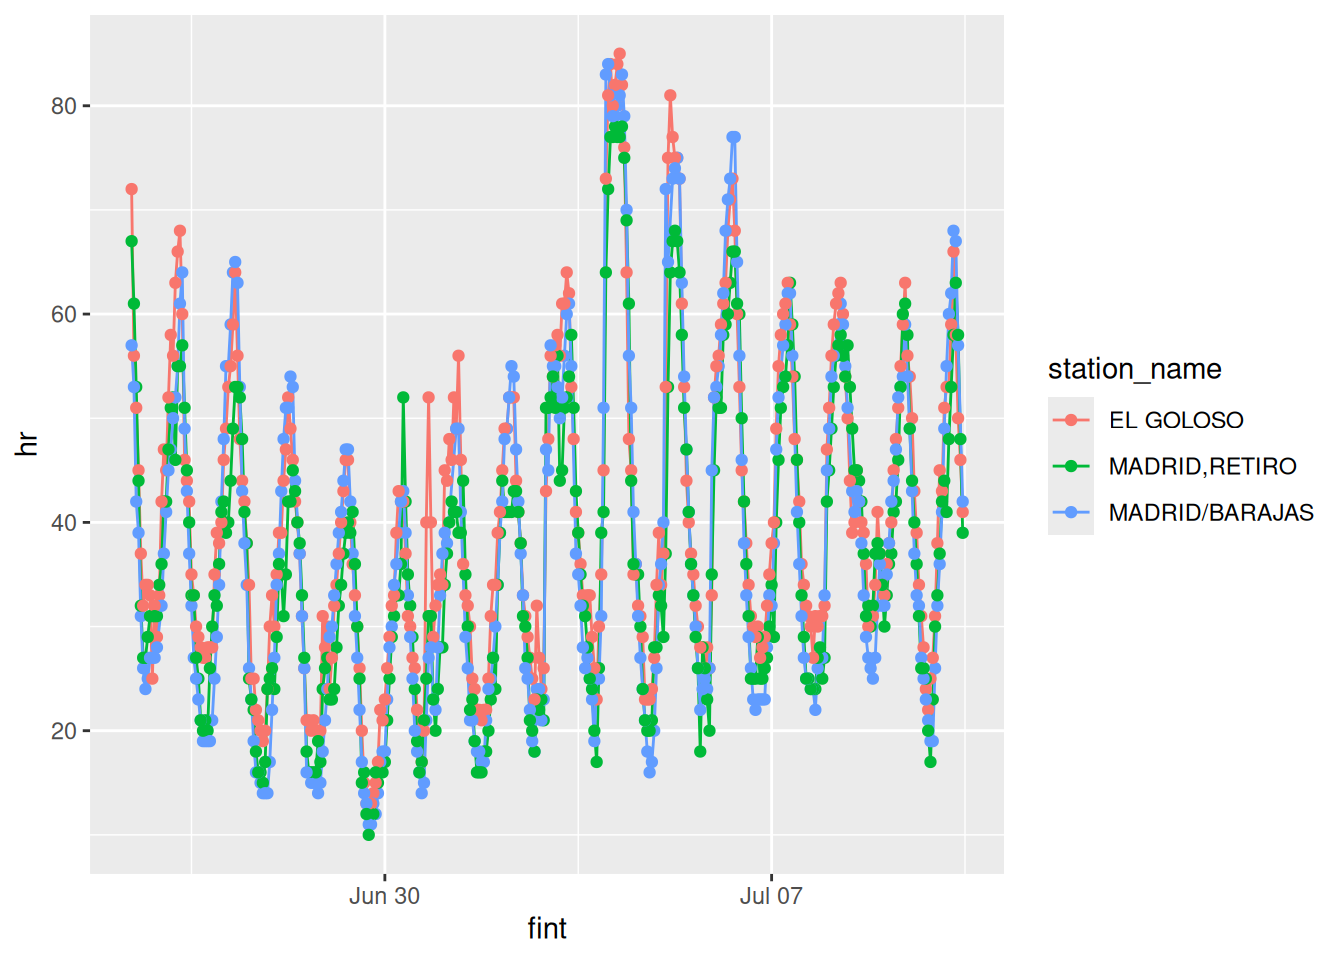 80
60
40
20
hr
Jun 30
Jul 07
fint
station_name
EL GOLOSO
MADRID,RETIRO
MADRID/BARAJAS